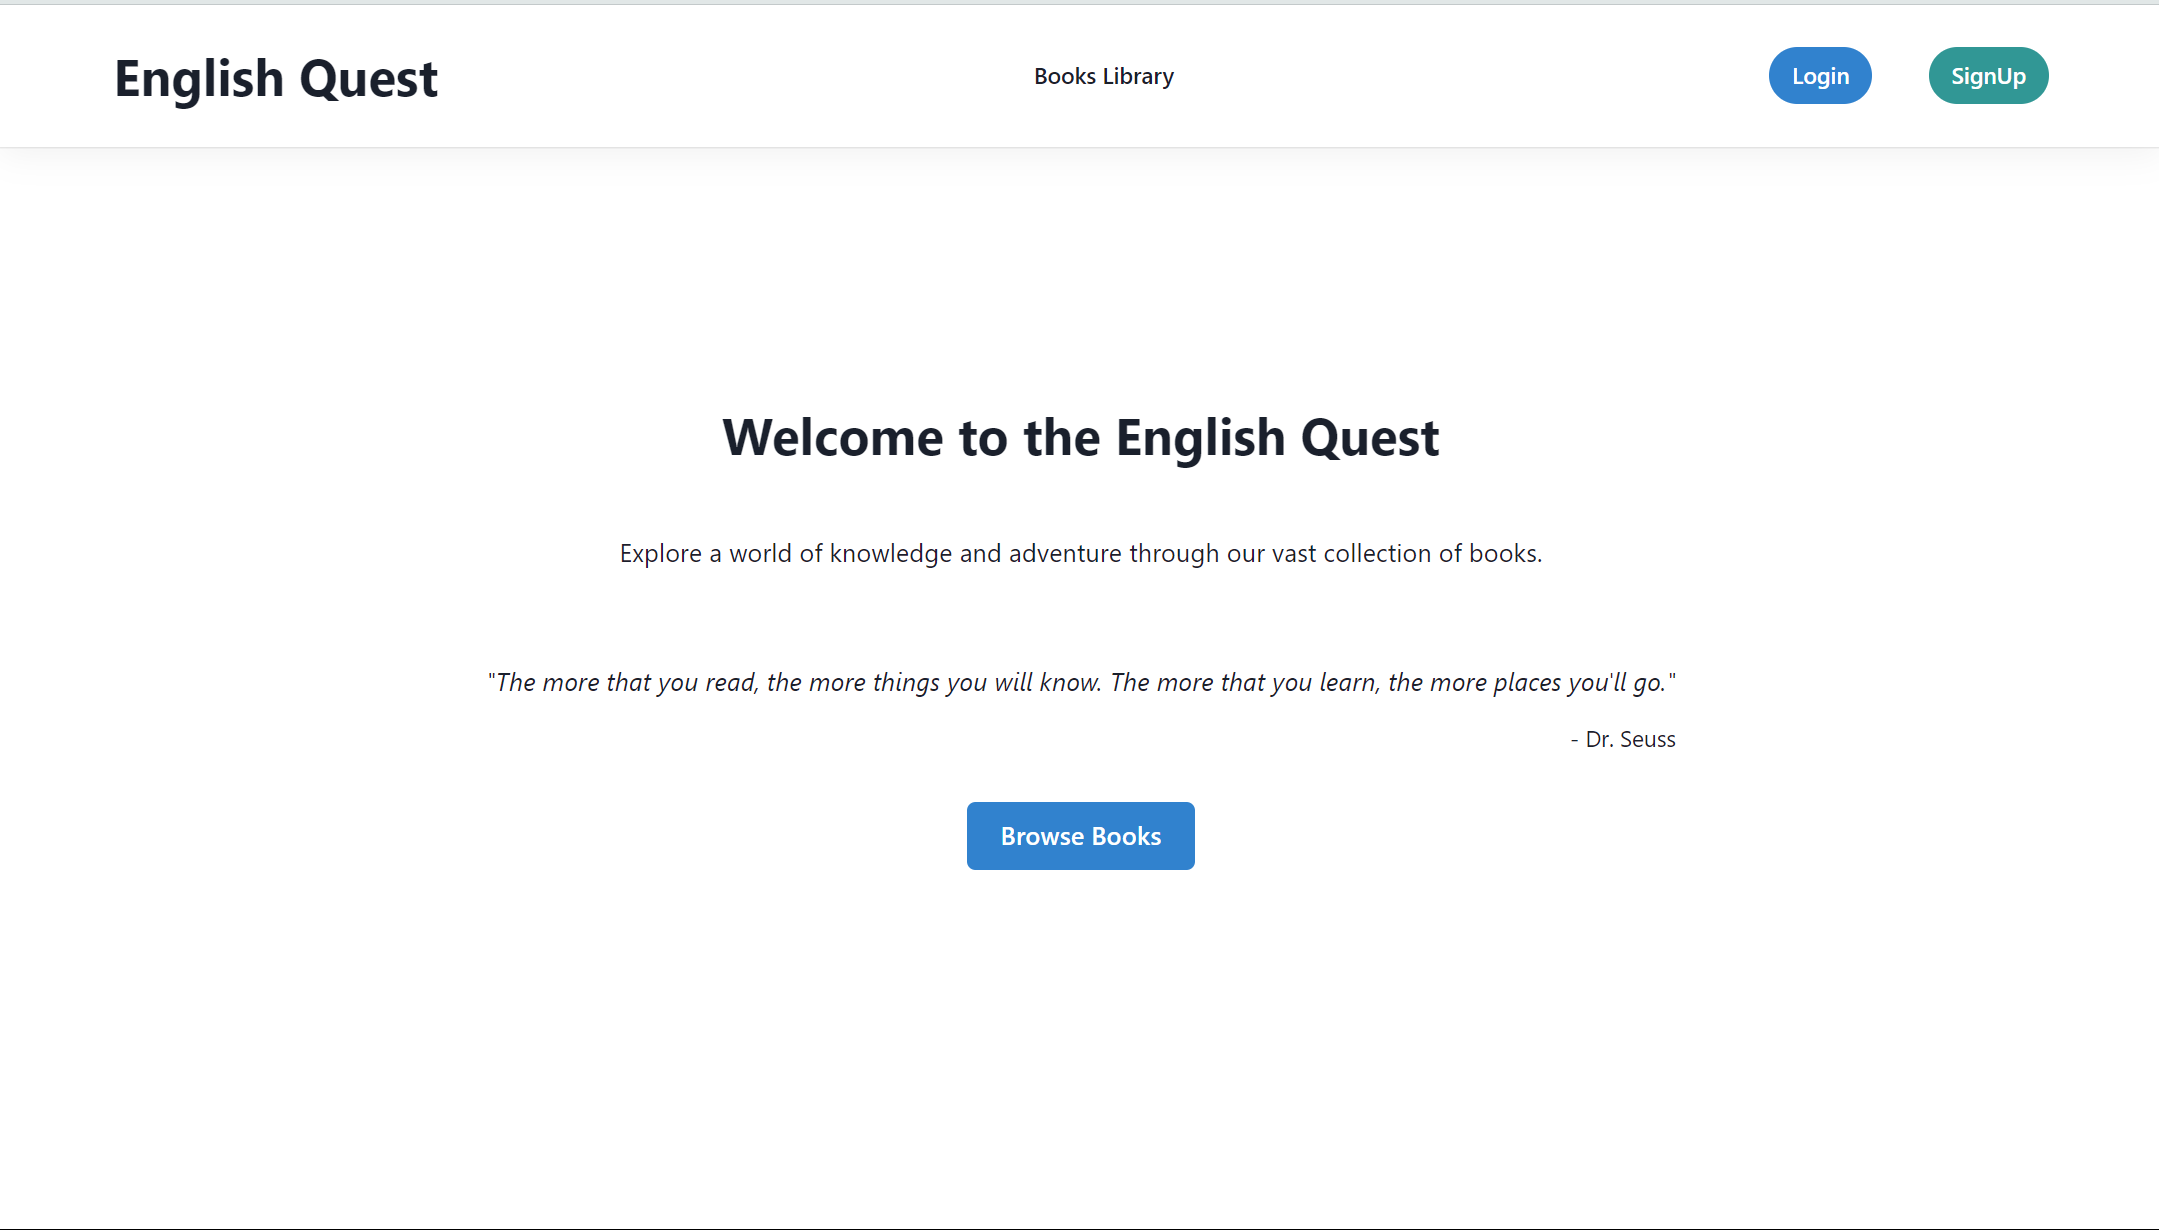 English Quest
Books Library
Login
SignUp
Welcome to the English Quest
Explore a world of knowledge and adventure through our vast collection of books.
"The more that you read, the more things you will know. The more that you learn, the more places you'll go."
- Dr. Seuss
Browse Books